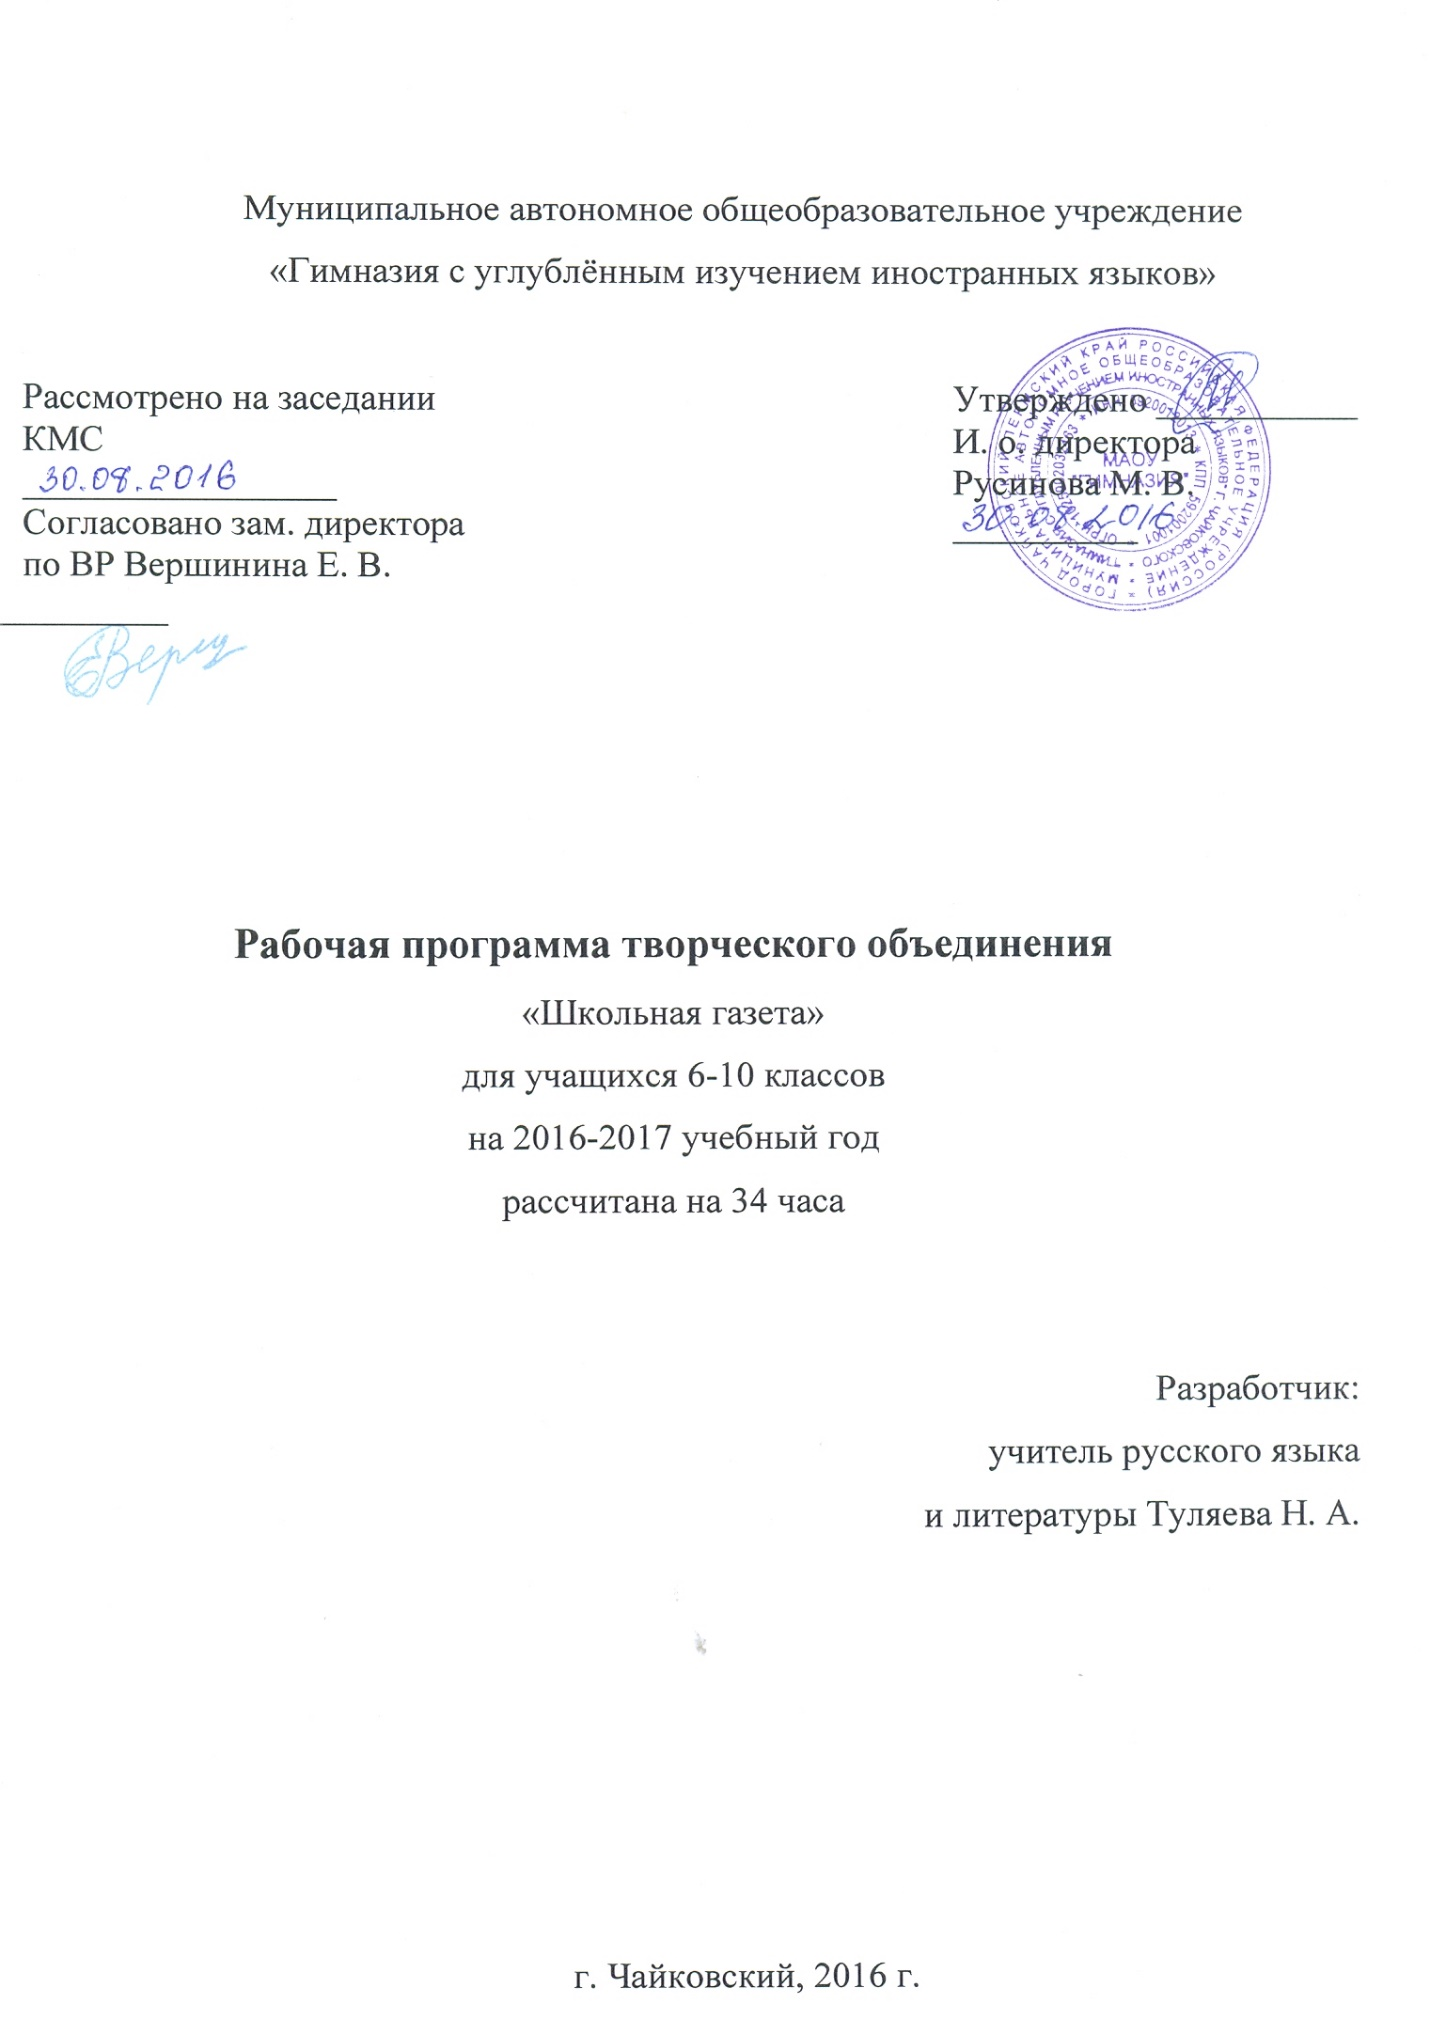 Муниципальное автономное общеобразовательное учреждение
«Гимназия с углублённым изучением иностранных языков»
Рассмотрено на заседании
КМС
30.08.2016
Согласовано зам. директора
по ВР Вершинина Е. В.
Утверждено
И. о. директора
Русинова М. В.
30.08.2016
МАОУ
"ГИМНАЗИЯ"
Рабочая программа творческого объединения
«Школьная газета»
для учащихся 6-10 классов
на 2016-2017 учебный год
рассчитана на 34 часа
Разработчик:
учитель русского языка
и литературы Туляева Н. А.
г. Чайковский, 2016 г.